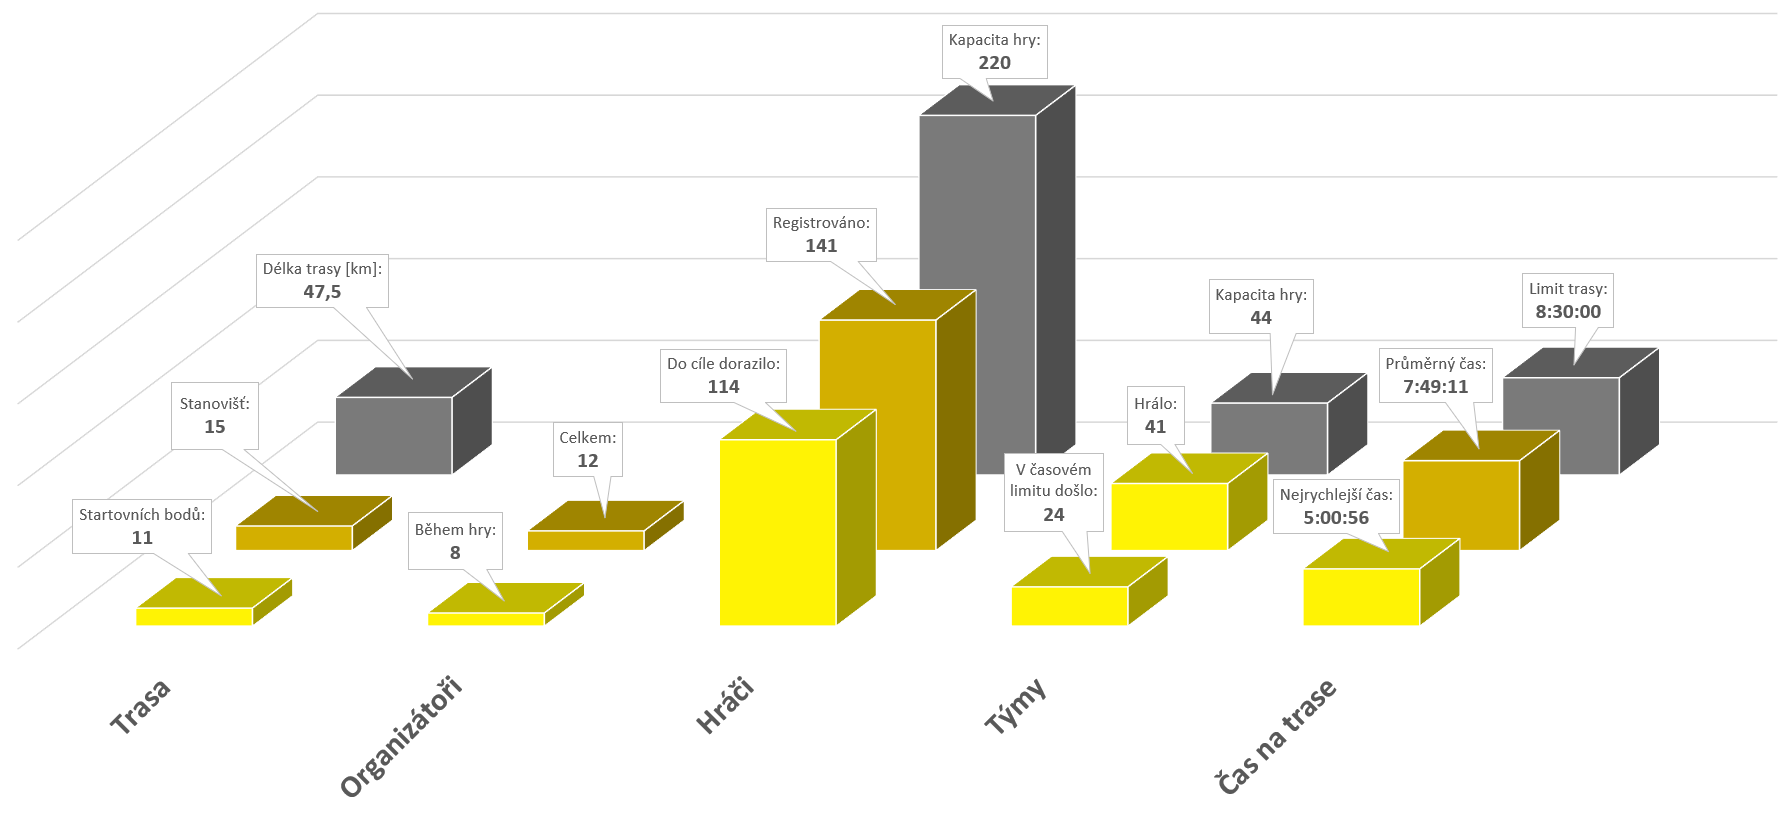 Kapacita hry:
220
Registrováno:
141
Délka trasy [km]:
47,5
Limit trasy:
8:30:00
Kapacita hry:
44
Do cíle dorazilo:
114
Průměrný čas:
7:49:11
Stanovišť:
15
Hrálo:
41
Celkem:
12
V časovém
limitu došlo:
24
Nejrychlejší čas:
5:00:56
Startovních bodů:
11
Během hry:
8
Trasa
Organizátoři
Hráči
Týmy
Čas na trase